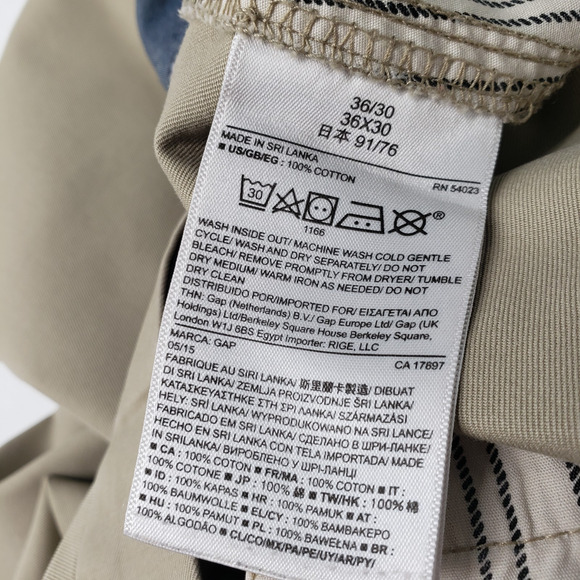 36/30
36X30
日本 91/76
MADE IN SRI LANKA
■ US/GB/EG: 100% COTTON
RN 54023
30
1166
WASH INSIDE OUT/ MACHINE WASH COLD GENTLE
CYCLE/ WASH AND DRY SEPARATELY/ DO NOT
BLEACH/ REMOVE PROMPTLY FROM DRYER/ TUMBLE
DRY MEDIUM/ WARM IRON AS NEEDED/ DO NOT
DRY CLEAN
DISTRIBUIDO POR/IMPORTED FOR/ ΕΙΣΑΓΕΤΑΙ ΑΠΟ
ΤΗΝ: Gap (Netherlands) B.V./ Gap Europe Ltd/ Gap (UK
Holdings) Ltd/Berkeley Square House Berkeley Square,
London W1J 6BS Egypt Importer: RIGE, LLC
MARCA: GAP
05/15
CA 17897
FABRIQUE AU SIRI LANKA/ 斯里蘭卡製造/ DIBUAT
DI SRI LANKA/ ZEMLJA PROIZVODNJE ŠRI LANKA/
ΚΑΤΑΣΚΕΥΑΣΤΗΚΕ ΣΤΗ ΣΡΙ ΛΑΝΚΑ/ SZÁRMAZÁSI
HELY: SRÍ LANKA/ WYPRODUKOWANO NA SRI LANCE/
FABRICADO EM SRI LANKA/ СДЕЛАНО В ШРИ-ЛАНКЕ/
HECHO EN SRI LANKA CON TELA IMPORTADA/ MADE
IN SRILANKA/ ВИРОБЛЕНО У ШРІ-ЛАНЦІ
■ CA : 100% COTON ■ FR/MA : 100% COTON ■ IT :
100% COTONE ■ JP : 100% 綿 ■ TW/HK : 100% 綿
■ ID : 100% KAPAS ■ HR : 100% PAMUK ■ AT :
100% BAUMWOLLE ■ EL/CY : 100% ΒΑΜΒΑΚΕΡΟ
■ HU : 100% PAMUT ■ PL : 100% BAWEŁNA ■ BR :
100% ALGODÃO ■ CL/CO/MX/PA/PE/UY/AR/PY/